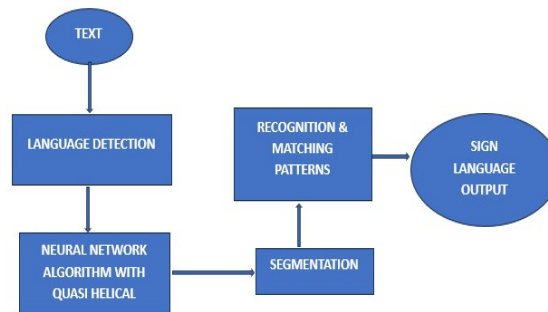 TEXT
LANGUAGE DETECTION
NEURAL NETWORK
ALGORITHM WITH
QUASI HELICAL
SEGMENTATION
RECOGNITION &
MATCHING
PATTERNS
SIGN
LANGUAGE
OUTPUT